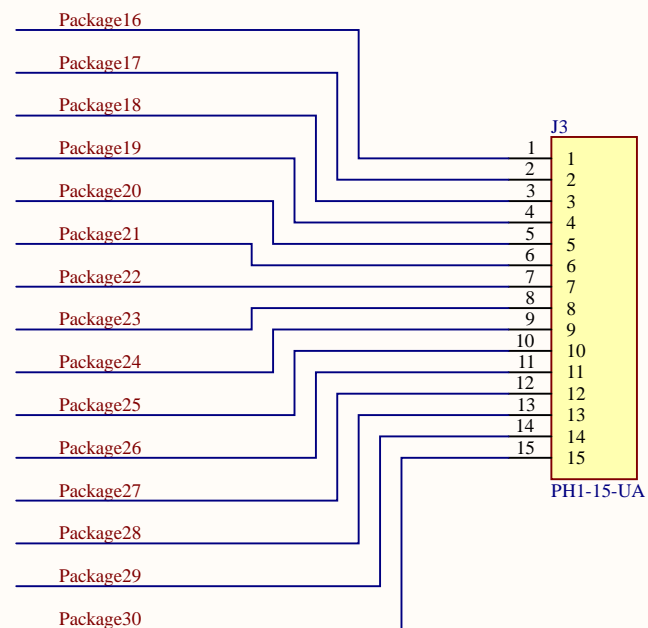 Package16
Package17
Package18
Package19
Package20
Package21
Package22
Package23
Package24
Package25
Package26
Package27
Package28
Package29
Package30
J3
1 1
2 2
3 3
4 4
5 5
6 6
7 7
8 8
9 9
10 10
11 11
12 12
13 13
14 14
15 15
PH1-15-UA